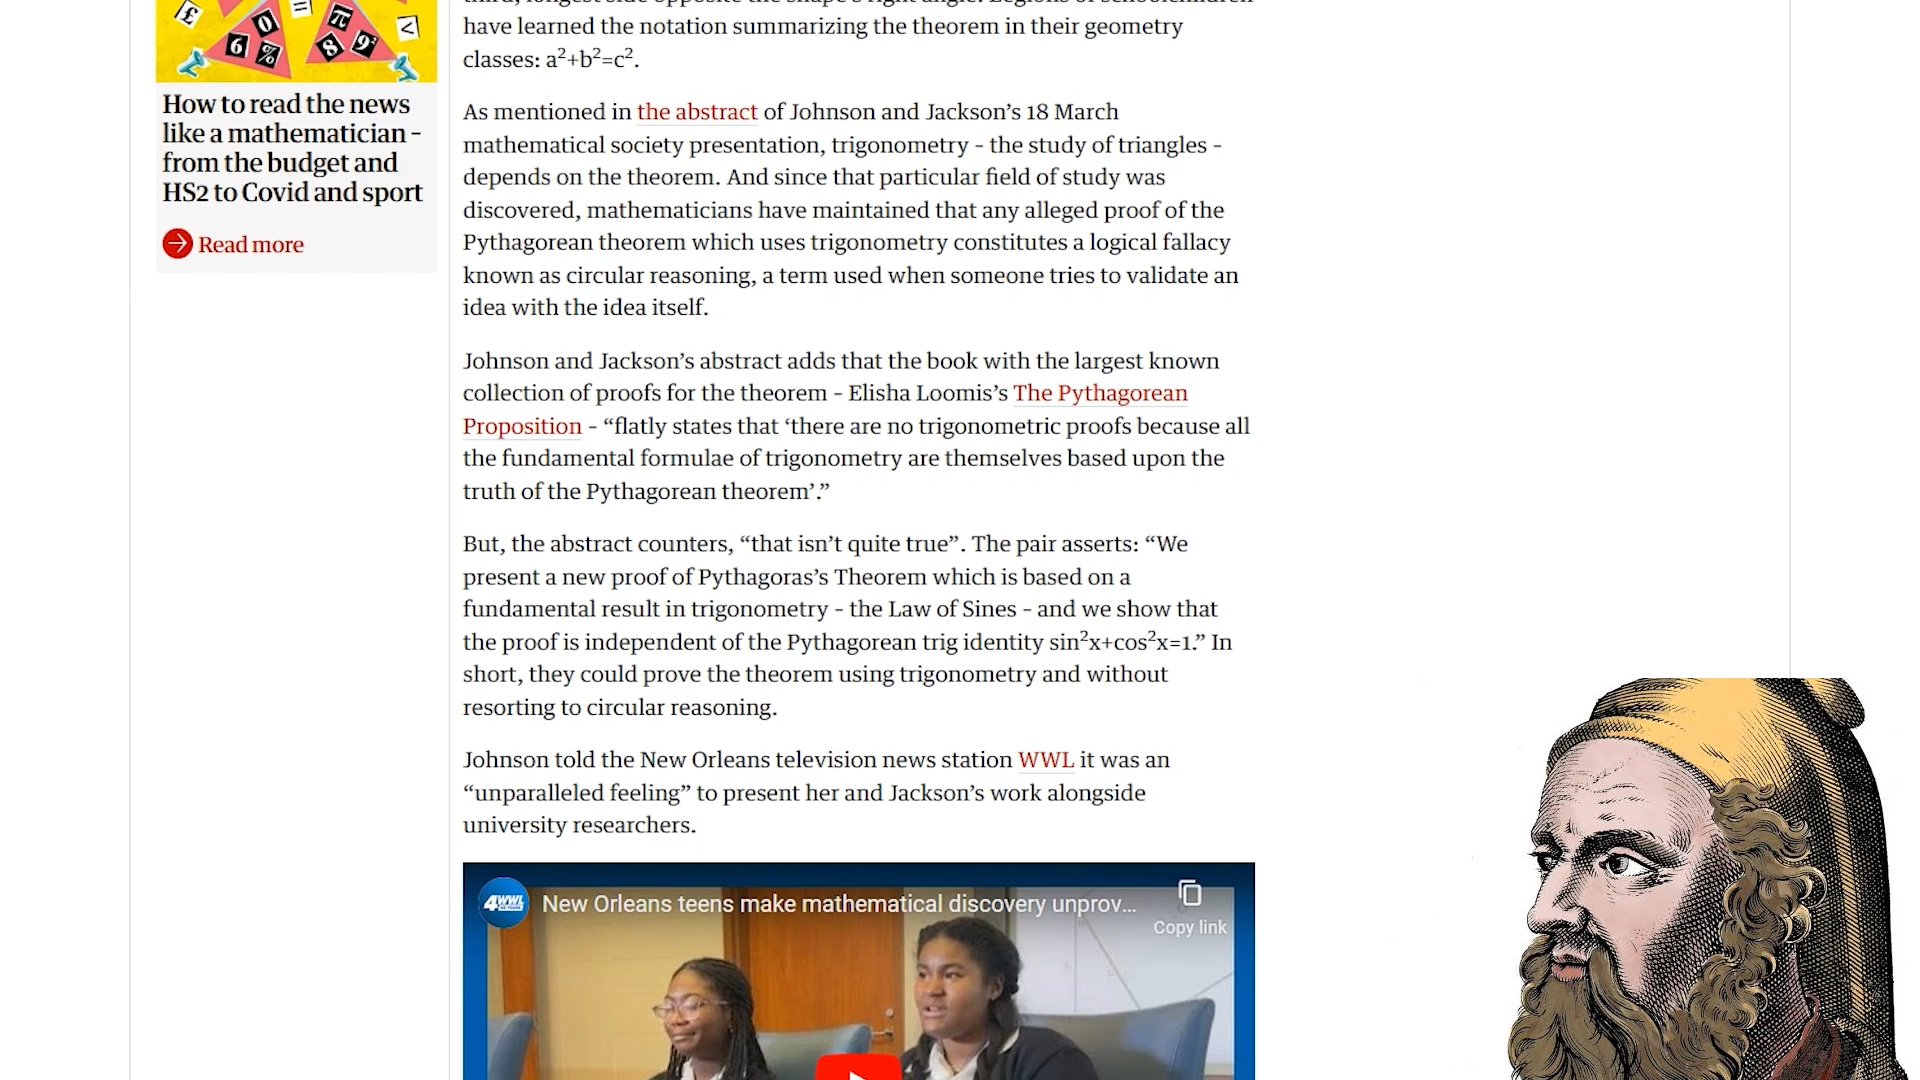 £
0
=
π
<
6
%
8
9
How to read the news
like a mathematician –
from the budget and
HS2 to Covid and sport
Read more
have learned the notation summarizing the theorem in their geometry
classes: a²+b²=c².
As mentioned in the abstract of Johnson and Jackson’s 18 March
mathematical society presentation, trigonometry – the study of triangles –
depends on the theorem. And since that particular field of study was
discovered, mathematicians have maintained that any alleged proof of the
Pythagorean theorem which uses trigonometry constitutes a logical fallacy
known as circular reasoning, a term used when someone tries to validate an
idea with the idea itself.
Johnson and Jackson’s abstract adds that the book with the largest known
collection of proofs for the theorem – Elisha Loomis’s The Pythagorean
Proposition – “flatly states that ‘there are no trigonometric proofs because all
the fundamental formulae of trigonometry are themselves based upon the
truth of the Pythagorean theorem’.”
But, the abstract counters, “that isn’t quite true”. The pair asserts: “We
present a new proof of Pythagoras’s Theorem which is based on a
fundamental result in trigonometry – the Law of Sines – and we show that
the proof is independent of the Pythagorean trig identity sin²x+cos²x=1.” In
short, they could prove the theorem using trigonometry and without
resorting to circular reasoning.
Johnson told the New Orleans television news station WWL it was an
“unparalleled feeling” to present her and Jackson’s work alongside
university researchers.
4WWL
New Orleans teens make mathematical discovery unprov...
Copy link